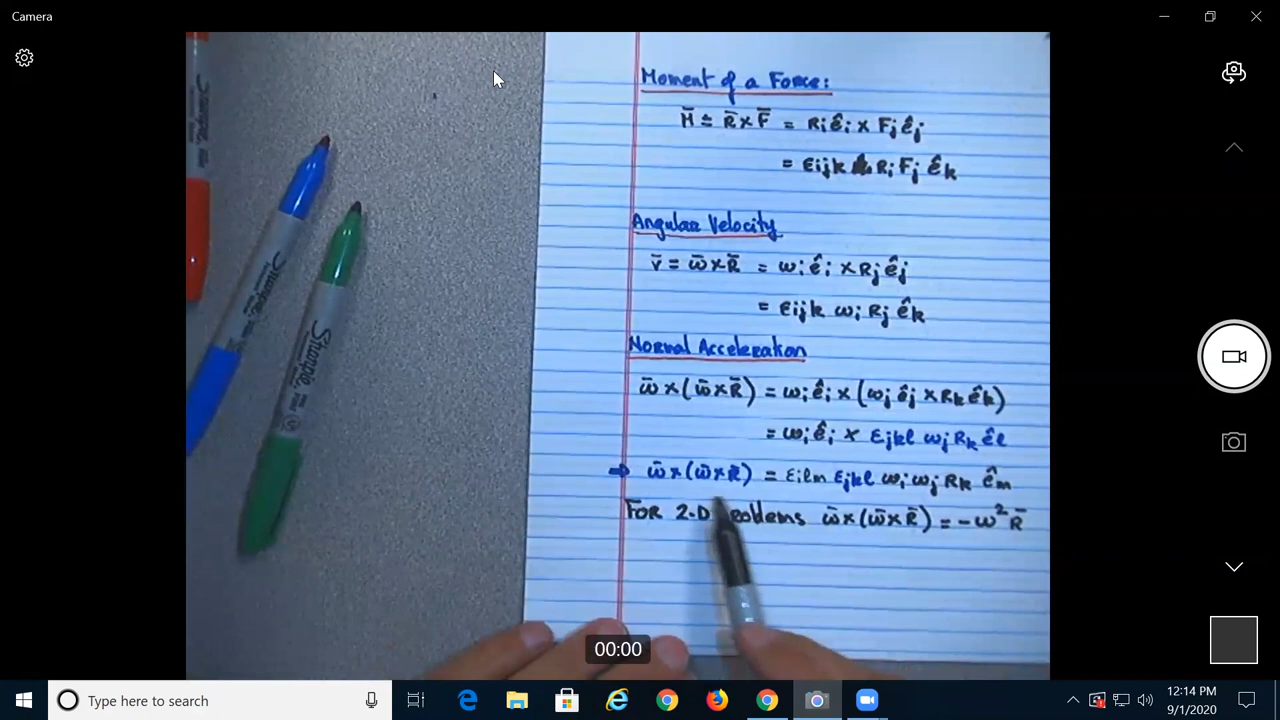 Camera
Moment of a Force:
M̄ ≐ R̄ × F̄ = Rᵢêᵢ × Fⱼêⱼ
= εijk Rᵢ Fⱼ êk
Angular Velocity
v̄ = ω̄ × R̄ = ωᵢêᵢ × Rⱼêⱼ
= εijk ωᵢ Rⱼ êk
Normal Acceleration
ω̄ × (ω̄ × R̄) = ωᵢêᵢ × (ωⱼêⱼ × Rkêk)
= ωᵢêᵢ × εjkl ωⱼ Rk êl
⇒ ω̄ × (ω̄ × R̄) = εilm εjkl ωᵢ ωⱼ Rk êm
For 2-D ω̄ × (ω̄ × R̄) = -ω² R̄
Sharpie
Sharpie
Sharpie
00:00
Type here to search
12:14 PM
9/1/2020